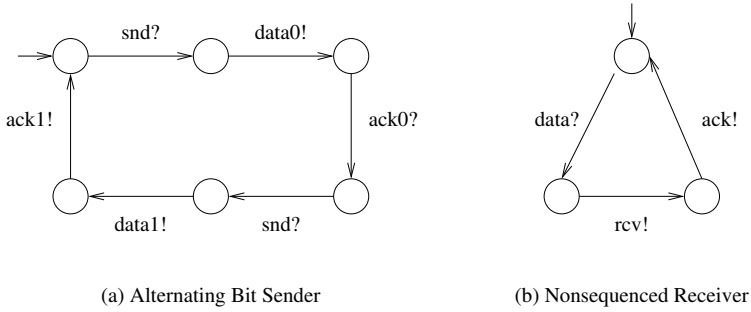 snd?
data0!
ack1!
ack0?
data1!
snd?
data?
ack!
rcv!
(a) Alternating Bit Sender
(b) Nonsequenced Receiver